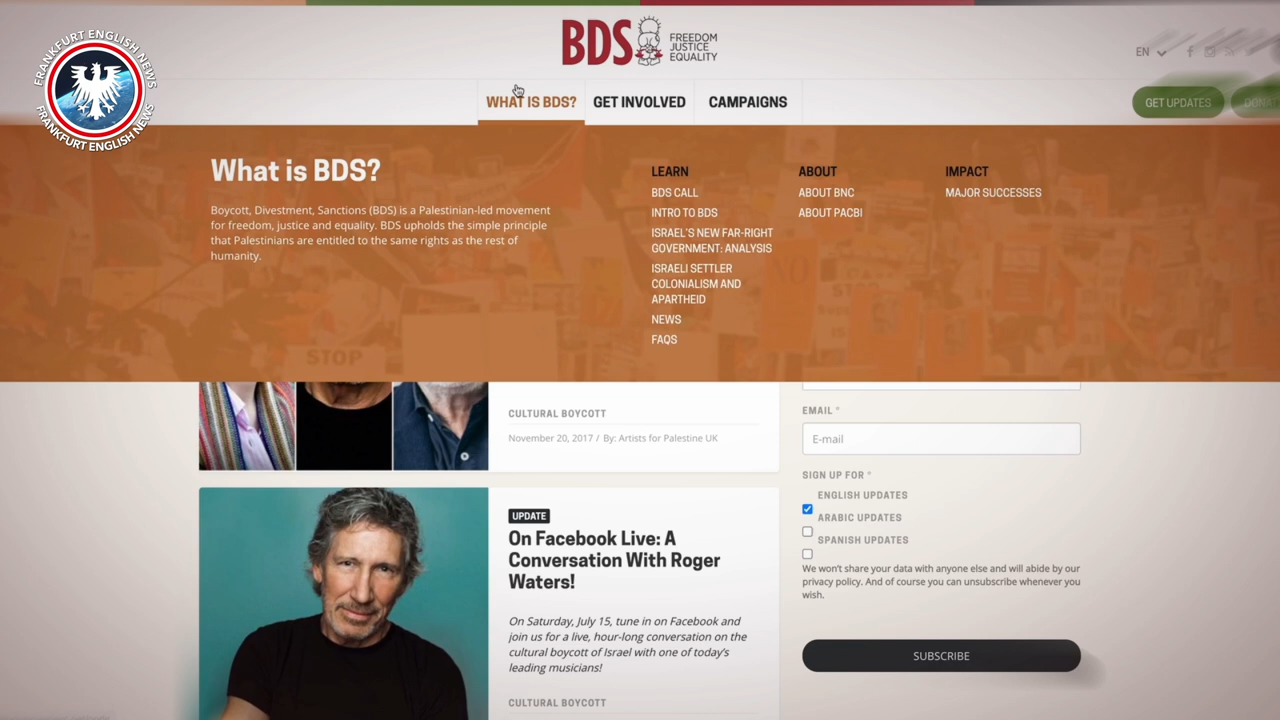 FRANKFURT ENGLISH NEWS
FRANKFURT ENGLISH NEWS
BDS
FREEDOM
JUSTICE
EQUALITY
EN
WHAT IS BDS?
GET INVOLVED
CAMPAIGNS
GET UPDATES
What is BDS?
Boycott, Divestment, Sanctions (BDS) is a Palestinian-led movement
for freedom, justice and equality. BDS upholds the simple principle
that Palestinians are entitled to the same rights as the rest of
humanity.
LEARN
BDS CALL
INTRO TO BDS
ISRAEL'S NEW FAR-RIGHT
GOVERNMENT: ANALYSIS
ISRAELI SETTLER
COLONIALISM AND
APARTHEID
NEWS
FAQS
ABOUT
ABOUT BNC
ABOUT PACBI
IMPACT
MAJOR SUCCESSES
NO
STOP
CULTURAL BOYCOTT
November 20, 2017 / By: Artists for Palestine UK
UPDATE
On Facebook Live: A
Conversation With Roger
Waters!
On Saturday, July 15, tune in on Facebook and
join us for a live, hour-long conversation on the
cultural boycott of Israel with one of today's
leading musicians!
CULTURAL BOYCOTT
EMAIL *
E-mail
SIGN UP FOR *
ENGLISH UPDATES
ARABIC UPDATES
SPANISH UPDATES
We won't share your data with anyone else and will abide by our
privacy policy. And of course you can unsubscribe whenever you
wish.
SUBSCRIBE